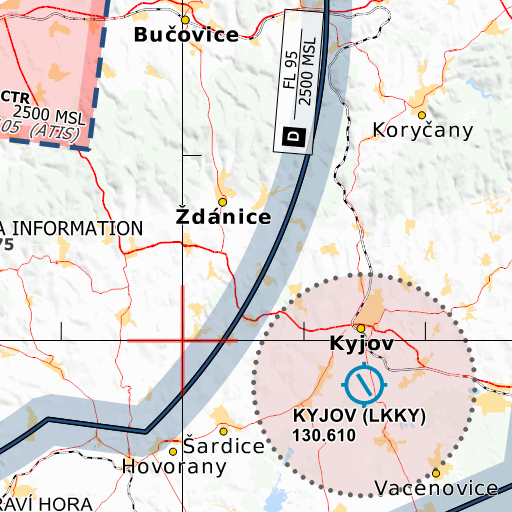 Bučovice
FL 95
2500 MSL
D
CTR
2500 MSL
(ATIS)
Koryčany
Ždánice
A INFORMATION
75
Kyjov
KYJOV (LKKY)
130.610
Šardice
Hovorany
Vacenovice
RAVÍ HORA